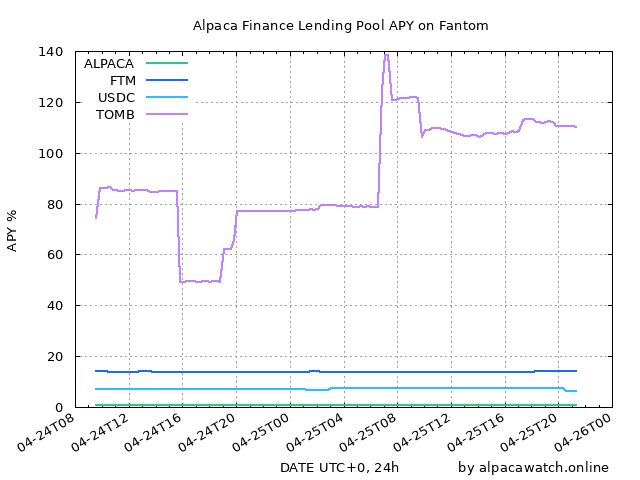 Alpaca Finance Lending Pool APY on Fantom
140
120
100
80
60
40
20
0
APY %
ALPACA
FTM
USDC
TOMB
04-24T08
04-24T12
04-24T16
04-24T20
04-25T00
04-25T04
04-25T08
04-25T12
04-25T16
04-25T20
04-26T00
DATE UTC+0, 24h
by alpacawatch.online